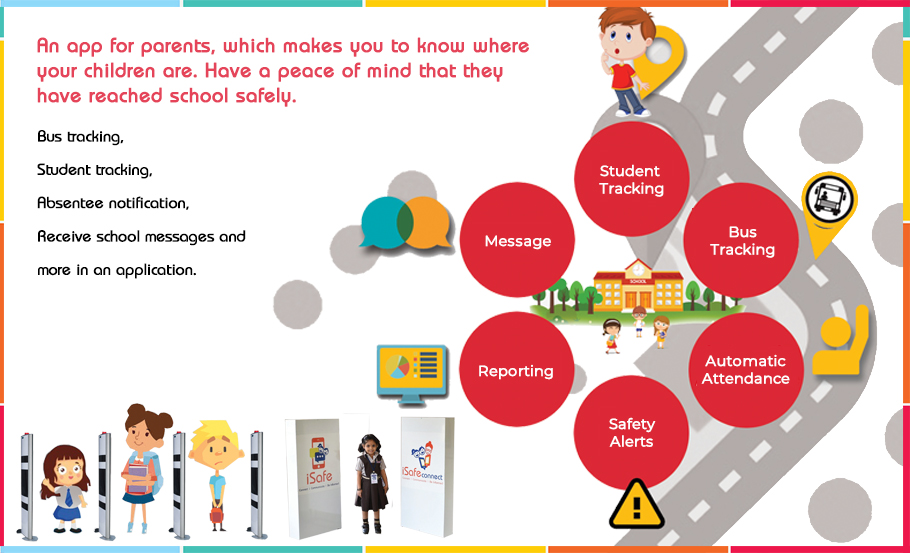 An app for parents, which makes you to know where
your children are. Have a peace of mind that they
have reached school safely.
Bus tracking,
Student tracking,
Absentee notification,
Receive school messages and
more in an application.
Student
Tracking
Message
Bus
Tracking
SCHOOL
Reporting
Automatic
Attendance
Safety
Alerts
iSafe
iSafeconnect